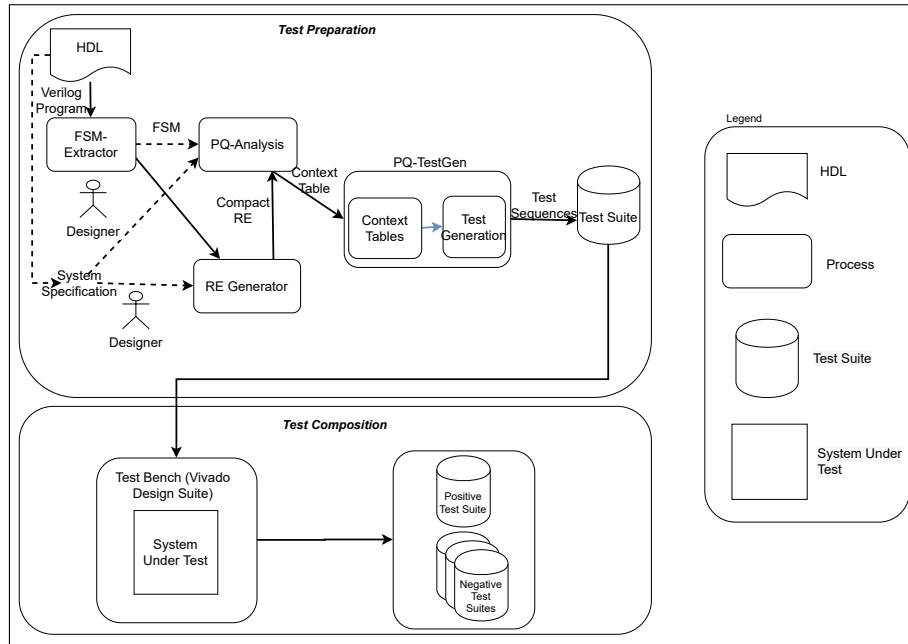 Test Preparation
HDL
Verilog
Program
FSM-
Extractor
FSM
PQ-Analysis
Designer
Compact
RE
Context
Table
PQ-TestGen
Context
Tables
Test
Generation
Test
Sequences
Test Suite
System
Specification
Designer
RE Generator
Test Composition
Test Bench (Vivado
Design Suite)
System
Under Test
Positive
Test Suite
Negative
Test
Suites
Legend
HDL
Process
Test Suite
System Under
Test